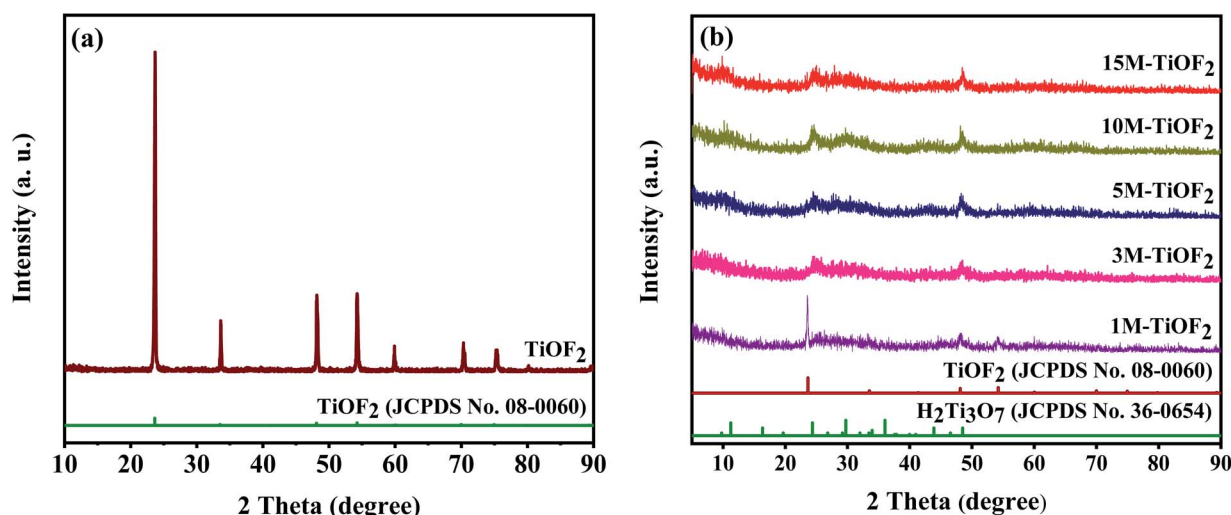 (a)
Intensity (a. u.)
TiOF2
TiOF2 (JCPDS No. 08-0060)
10 20 30 40 50 60 70 80 90
2 Theta (degree)
(b)
Intensity (a.u.)
15M-TiOF2
10M-TiOF2
5M-TiOF2
3M-TiOF2
1M-TiOF2
TiOF2 (JCPDS No. 08-0060)
H2Ti3O7 (JCPDS No. 36-0654)
10 20 30 40 50 60 70 80 90
2 Theta (degree)